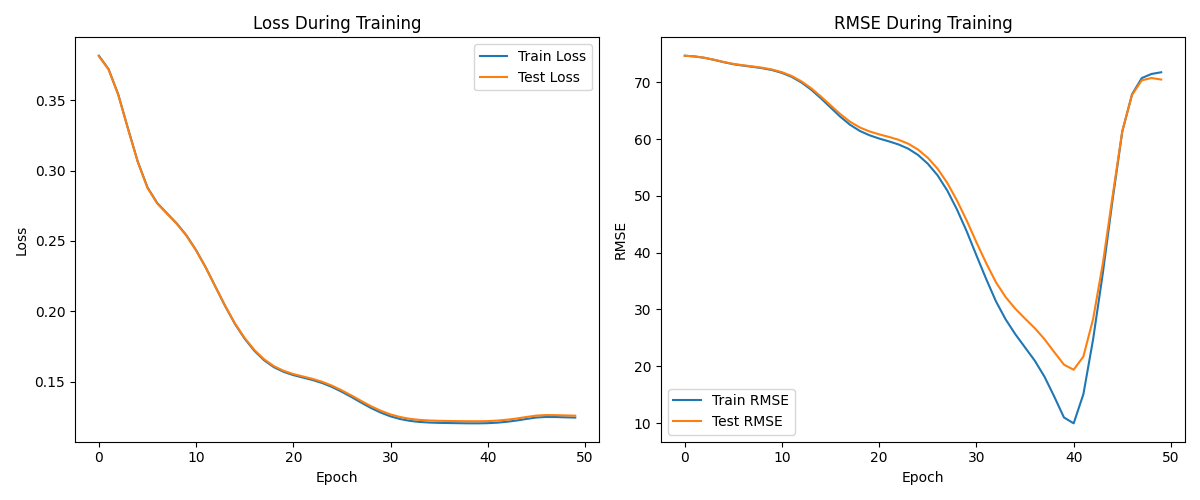 Loss During Training
Train Loss
Test Loss
0.35
0.30
0.25
0.20
0.15
Loss
0 10 20 30 40 50
Epoch
RMSE During Training
70
60
50
40
30
20
10
RMSE
Train RMSE
Test RMSE
0 10 20 30 40 50
Epoch